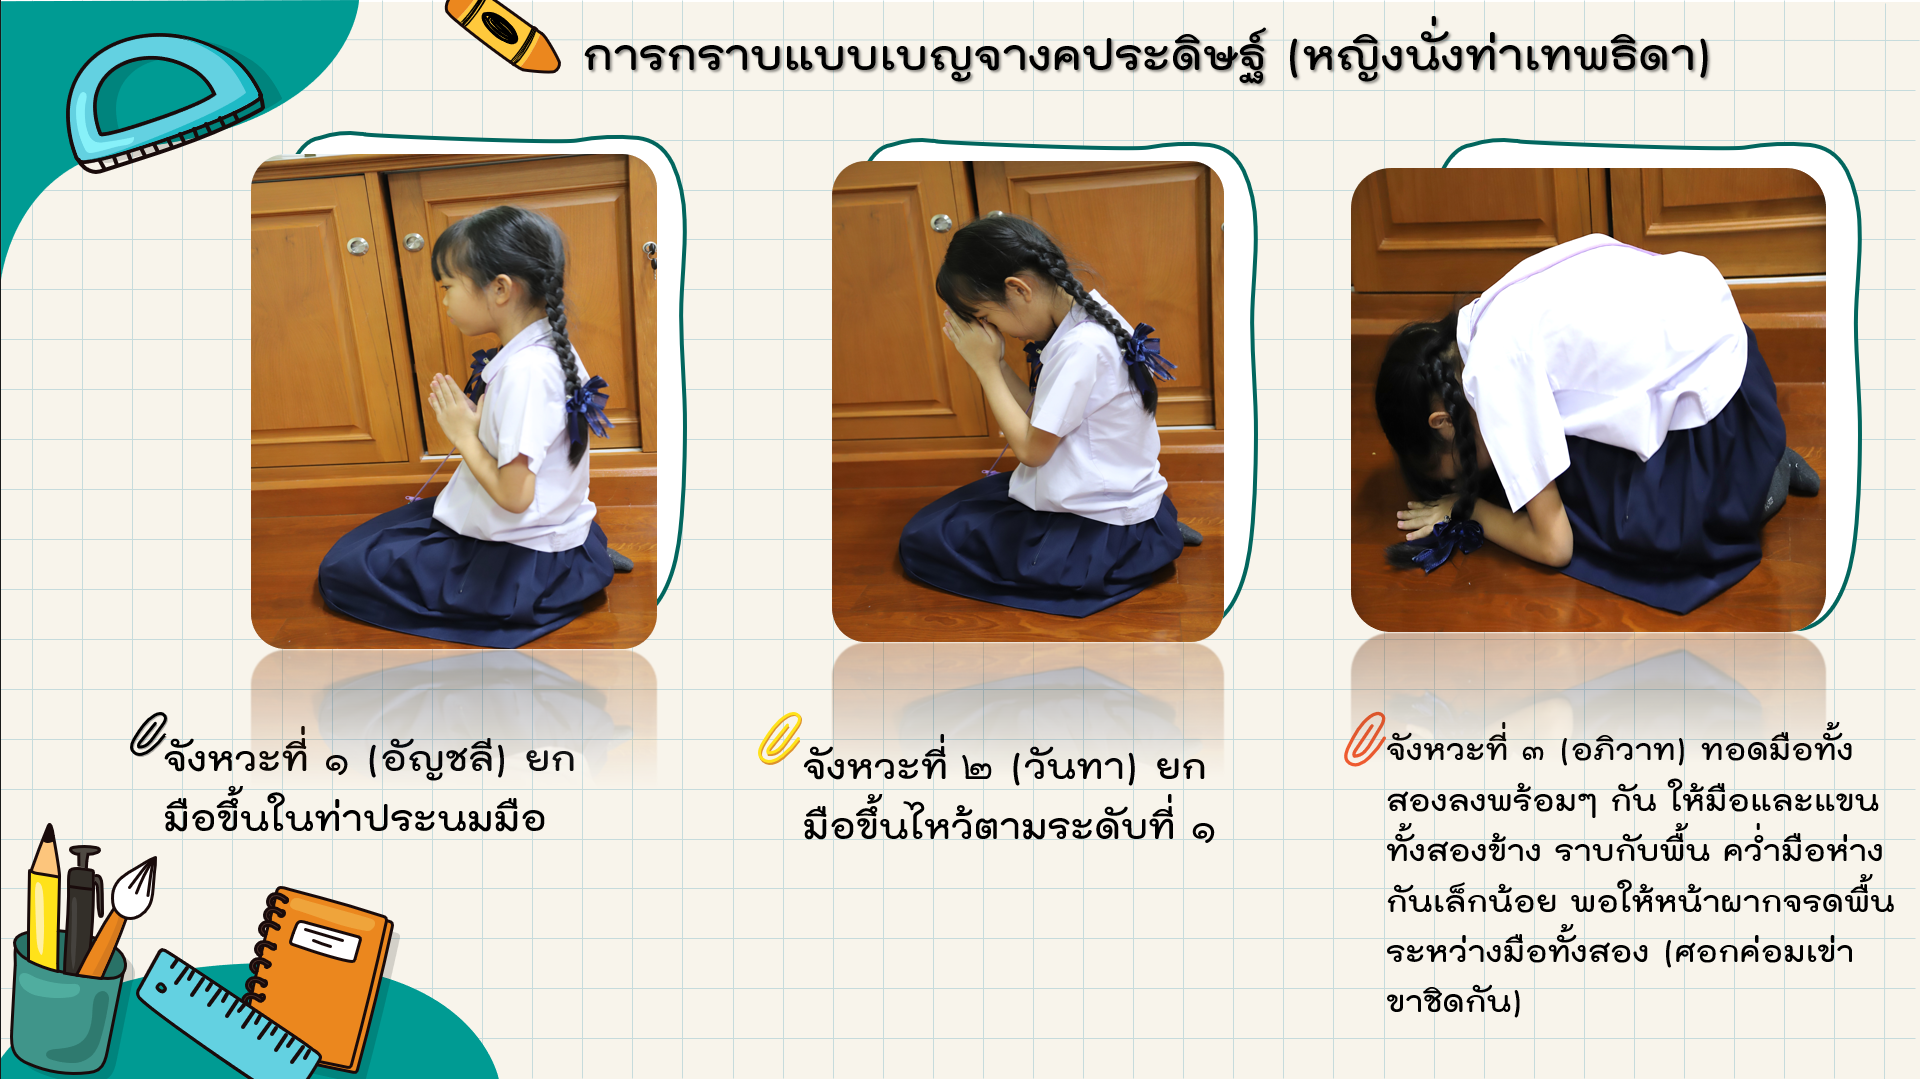 การกราบแบบเบญจางคประดิษฐ์ (หญิงนั่งท่าเทพธิดา)
จังหวะที่ ๑ (อัญชลี) ยก
มือขึ้นในท่าประนมมือ
จังหวะที่ ๒ (วันทา) ยก
มือขึ้นไหว้ตามระดับที่ ๑
จังหวะที่ ๓ (อภิวาท) ทอดมือทั้ง
สองลงพร้อมๆ กัน ให้มือและแขน
ทั้งสองข้าง ราบกับพื้น คว่ำมือห่าง
กันเล็กน้อย พอให้หน้าผากจรดพื้น
ระหว่างมือทั้งสอง (ศอกค่อมเข่า
ขาชิดกัน)